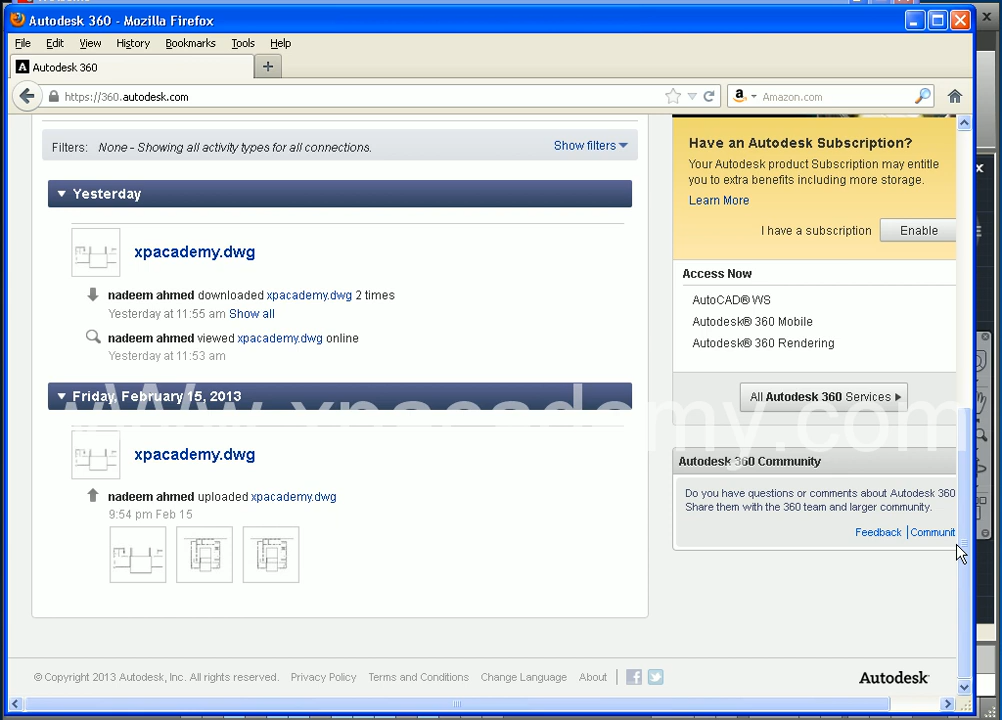 Autodesk 360 - Mozilla Firefox
File Edit View History Bookmarks Tools Help
A Autodesk 360 +
https://360.autodesk.com
a Amazon.com
Filters: None - Showing all activity types for all connections. Show filters
Yesterday
xpacademy.dwg
nadeem ahmed downloaded xpacademy.dwg 2 times
Yesterday at 11:55 am Show all
nadeem ahmed viewed xpacademy.dwg online
Yesterday at 11:53 am
Friday, February 15, 2013
www.xpacademy.com
xpacademy.dwg
nadeem ahmed uploaded xpacademy.dwg
9:54 pm Feb 15
Have an Autodesk Subscription?
Your Autodesk product Subscription may entitle
you to extra benefits including more storage.
Learn More
I have a subscription Enable
Access Now
AutoCAD® WS
Autodesk® 360 Mobile
Autodesk® 360 Rendering
All Autodesk 360 Services
Autodesk 360 Community
Do you have questions or comments about Autodesk 360
Share them with the 360 team and larger community.
Feedback | Communit
© Copyright 2013 Autodesk, Inc. All rights reserved. Privacy Policy Terms and Conditions Change Language About
Autodesk